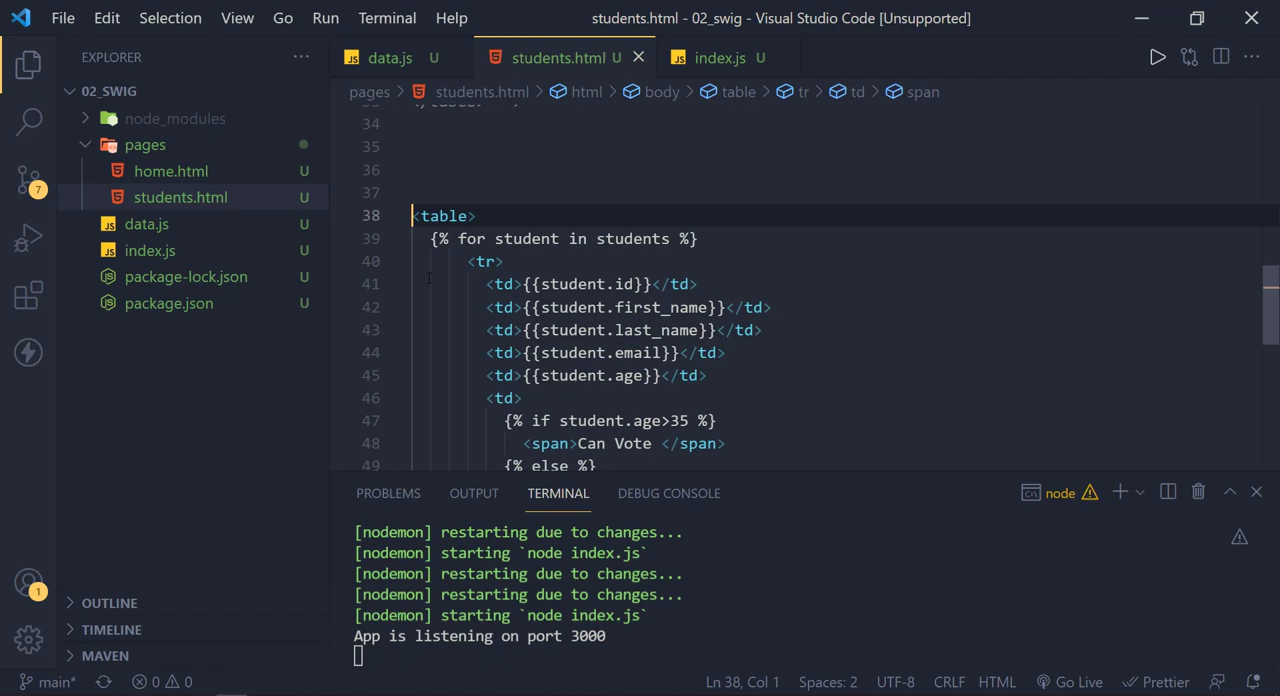 File Edit Selection View Go Run Terminal Help students.html - 02_swig - Visual Studio Code [Unsupported]
EXPLORER ···
data.js U students.html U index.js U
pages > students.html > html > body > table > tr > td > span
02_SWIG
node_modules
pages
home.html U
students.html U
data.js U
index.js U
package-lock.json U
package.json U
OUTLINE
TIMELINE
MAVEN
7
1
34
35
36
37
38 <table>
39 {% for student in students %}
40 <tr>
41 <td>{{student.id}}</td>
42 <td>{{student.first_name}}</td>
43 <td>{{student.last_name}}</td>
44 <td>{{student.email}}</td>
45 <td>{{student.age}}</td>
46 <td>
47 {% if student.age>35 %}
48 <span>Can Vote </span>
49 {% else %}
PROBLEMS OUTPUT TERMINAL DEBUG CONSOLE node
[nodemon] restarting due to changes...
[nodemon] starting `node index.js`
[nodemon] restarting due to changes...
[nodemon] restarting due to changes...
[nodemon] starting `node index.js`
App is listening on port 3000
main* 0 0 Ln 38, Col 1 Spaces: 2 UTF-8 CRLF HTML Go Live Prettier